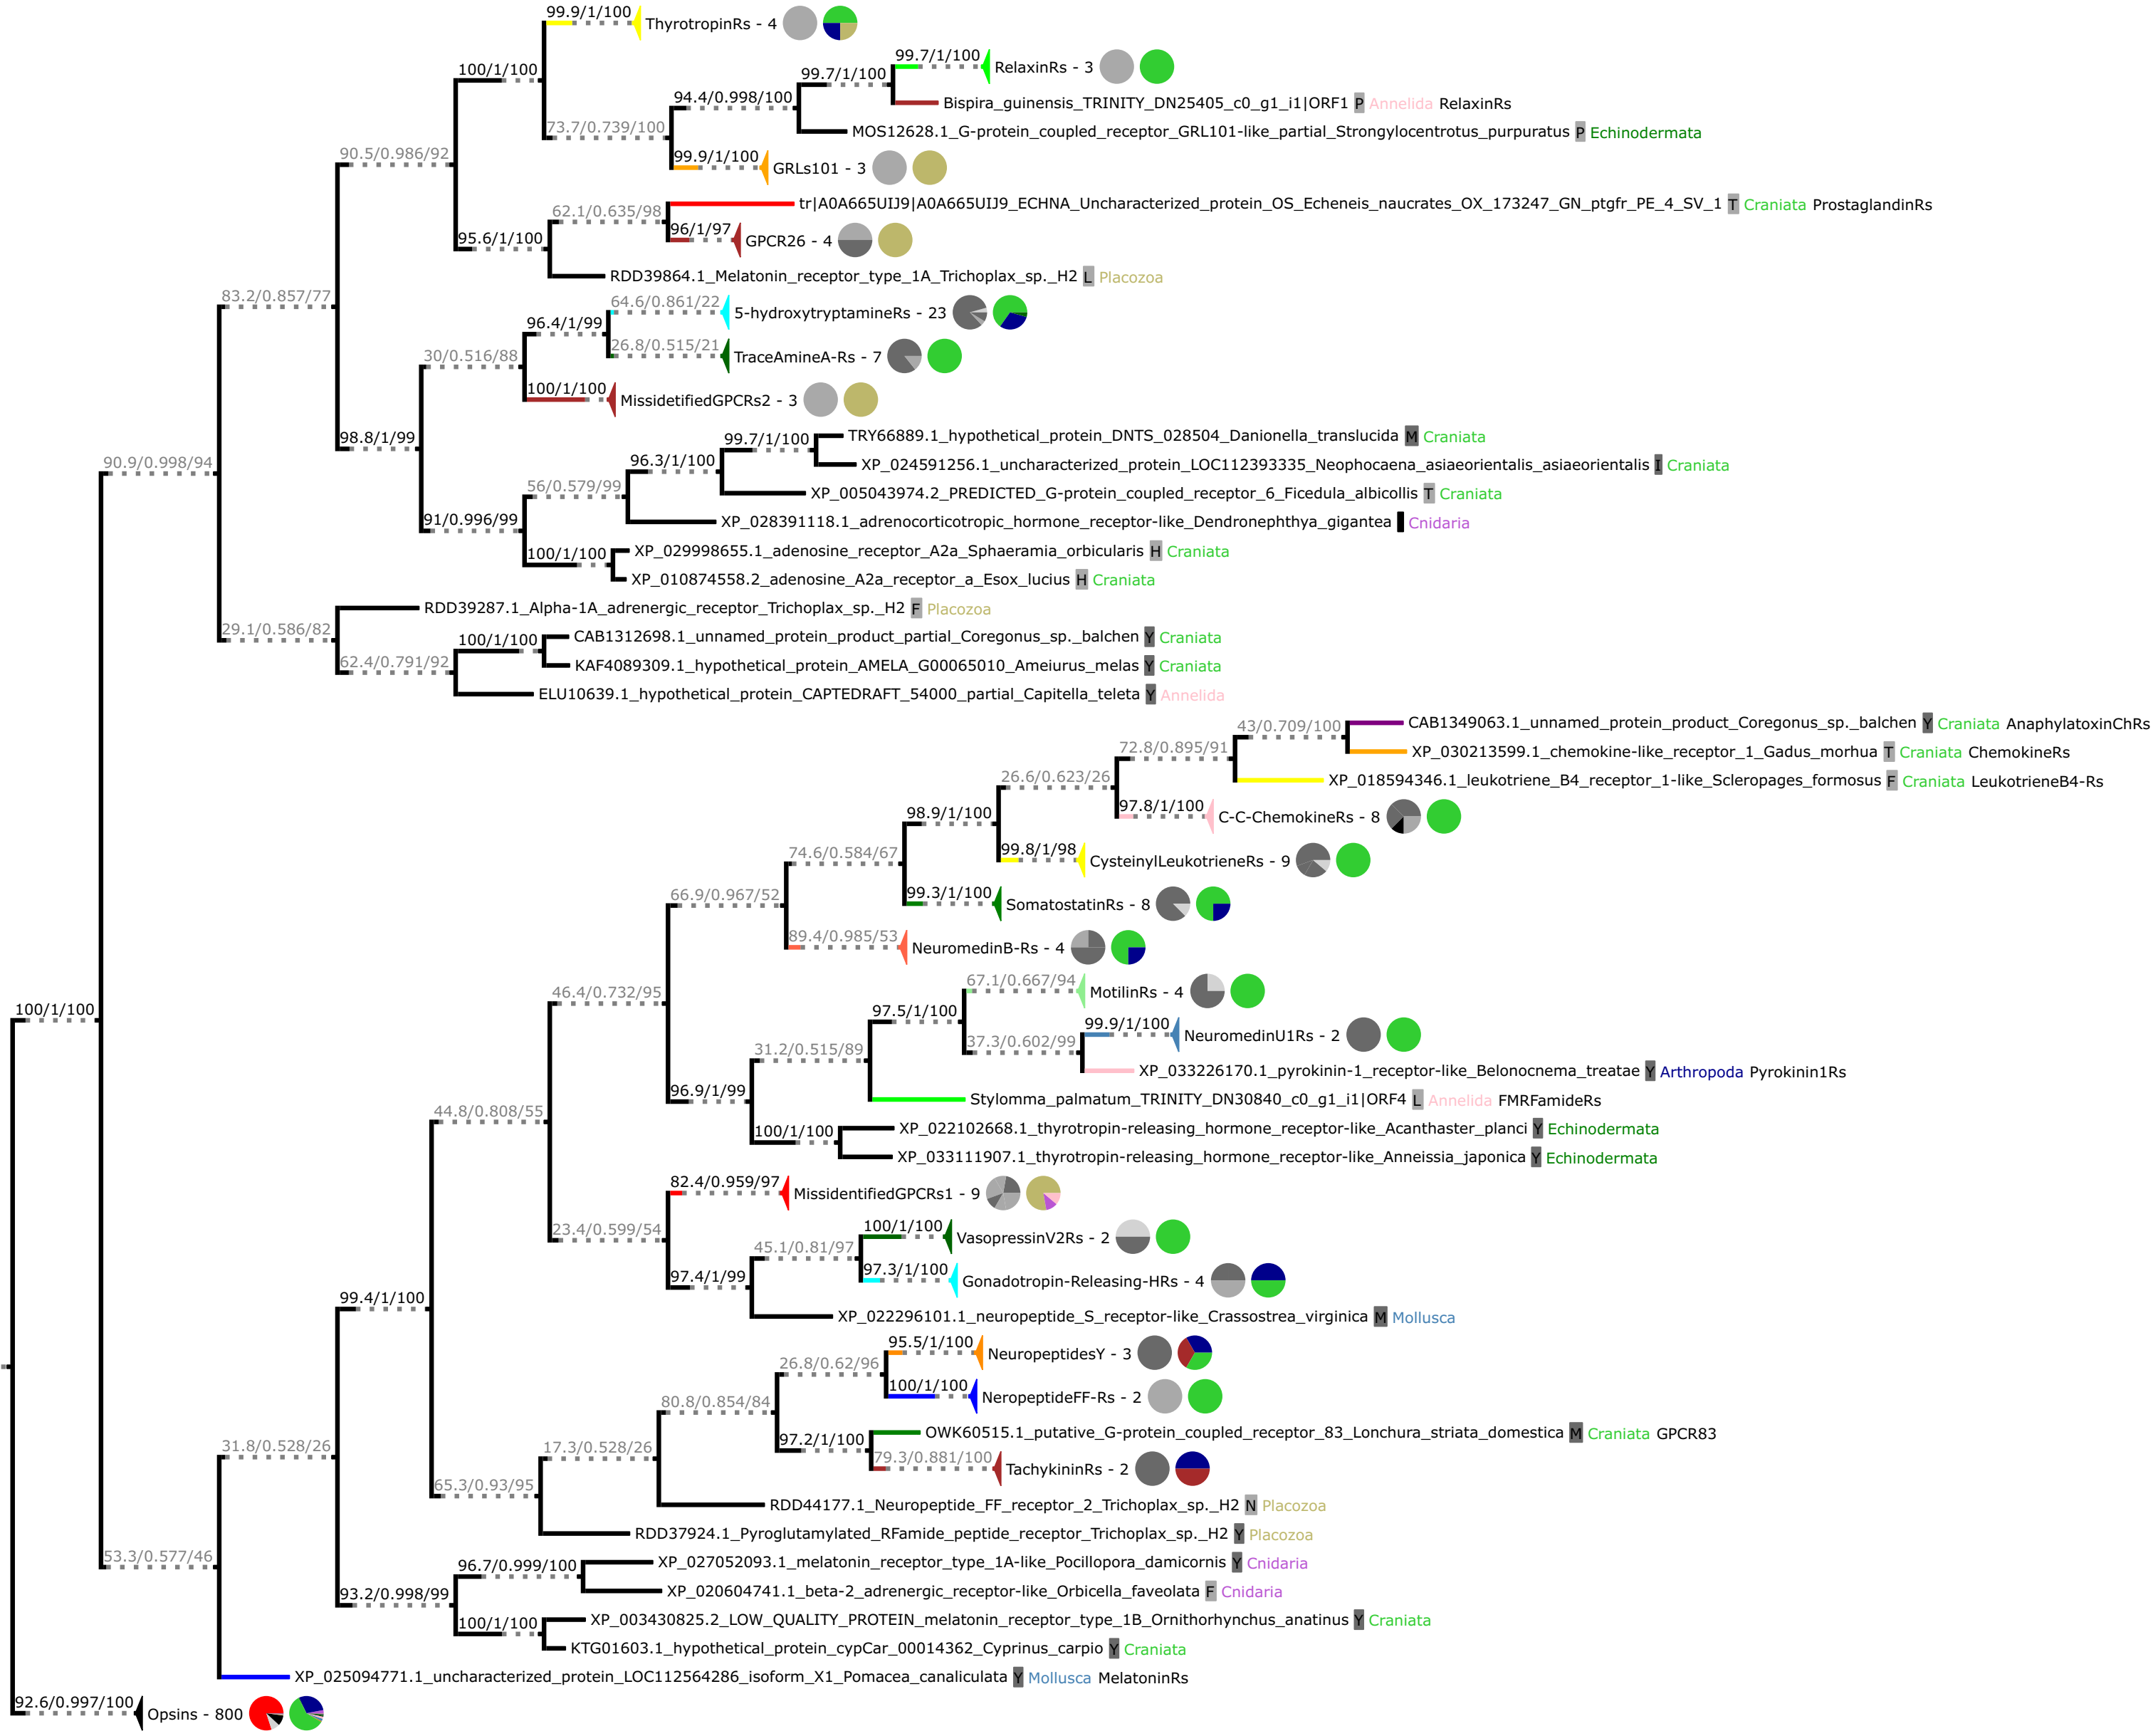 99.9/1/100 ThyrotropinRs - 4
99.7/1/100 RelaxinRs - 3
100/1/100 99.7/1/100
94.4/0.998/100 Bispira_guinensis_TRINITY_DN25405_c0_g1_i1|ORF1 P Annelida RelaxinRs
73.7/0.739/100 MOS12628.1_G-protein_coupled_receptor_GRL101-like_partial_Strongylocentrotus_purpuratus P Echinodermata
90.5/0.986/92 99.9/1/100 GRLs101 - 3
62.1/0.635/98 tr|A0A665UIJ9|A0A665UIJ9_ECHNA_Uncharacterized_protein_OS_Echeneis_naucrates_OX_173247_GN_ptgfr_PE_4_SV_1 T Craniata ProstaglandinRs
95.6/1/100 96/1/97 GPCR26 - 4
RDD39864.1_Melatonin_receptor_type_1A_Trichoplax_sp._H2 L Placozoa
83.2/0.857/77 64.6/0.861/22 5-hydroxytryptamineRs - 23
96.4/1/99
30/0.516/88 26.8/0.515/21 TraceAmineA-Rs - 7
100/1/100 MissidetifiedGPCRs2 - 3
98.8/1/99 99.7/1/100 TRY66889.1_hypothetical_protein_DNTS_028504_Danionella_translucida M Craniata
90.9/0.998/94 96.3/1/100 XP_024591256.1_uncharacterized_protein_LOC112393335_Neophocaena_asiaeorientalis_asiaeorientalis I Craniata
56/0.579/99 XP_005043974.2_PREDICTED_G-protein_coupled_receptor_6_Ficedula_albicollis T Craniata
91/0.996/99 XP_028391118.1_adrenocorticotropic_hormone_receptor-like_Dendronephthya_gigantea Cnidaria
100/1/100 XP_029998655.1_adenosine_receptor_A2a_Sphaeramia_orbicularis H Craniata
XP_010874558.2_adenosine_A2a_receptor_a_Esox_lucius H Craniata
RDD39287.1_Alpha-1A_adrenergic_receptor_Trichoplax_sp._H2 F Placozoa
29.1/0.586/82 100/1/100 CAB1312698.1_unnamed_protein_product_partial_Coregonus_sp._balchen Y Craniata
62.4/0.791/92 KAF4089309.1_hypothetical_protein_AMELA_G00065010_Ameiurus_melas Y Craniata
ELU10639.1_hypothetical_protein_CAPTEDRAFT_54000_partial_Capitella_teleta Y Annelida
43/0.709/100 CAB1349063.1_unnamed_protein_product_Coregonus_sp._balchen Y Craniata AnaphylatoxinChRs
72.8/0.895/91 XP_030213599.1_chemokine-like_receptor_1_Gadus_morhua T Craniata ChemokineRs
26.6/0.623/26 XP_018594346.1_leukotriene_B4_receptor_1-like_Scleropages_formosus F Craniata LeukotrieneB4-Rs
98.9/1/100 97.8/1/100 C-C-ChemokineRs - 8
74.6/0.584/67 99.8/1/98 CysteinylLeukotrieneRs - 9
66.9/0.967/52 99.3/1/100 SomatostatinRs - 8
89.4/0.985/53 NeuromedinB-Rs - 4
46.4/0.732/95 67.1/0.667/94 MotilinRs - 4
100/1/100 97.5/1/100
37.3/0.602/99 99.9/1/100 NeuromedinU1Rs - 2
31.2/0.515/89 XP_033226170.1_pyrokinin-1_receptor-like_Belonocnema_treatae Y Arthropoda Pyrokinin1Rs
96.9/1/99 Stylomma_palmatum_TRINITY_DN30840_c0_g1_i1|ORF4 L Annelida FMRFamideRs
44.8/0.808/55 100/1/100 XP_022102668.1_thyrotropin-releasing_hormone_receptor-like_Acanthaster_planci Y Echinodermata
XP_033111907.1_thyrotropin-releasing_hormone_receptor-like_Anneissia_japonica Y Echinodermata
82.4/0.959/97 MissidentifiedGPCRs1 - 9
23.4/0.599/54 100/1/100 VasopressinV2Rs - 2
45.1/0.81/97
97.4/1/99 97.3/1/100 Gonadotropin-Releasing-HRs - 4
99.4/1/100 XP_022296101.1_neuropeptide_S_receptor-like_Crassostrea_virginica M Mollusca
95.5/1/100 NeuropeptidesY - 3
26.8/0.62/96
100/1/100 NeropeptideFF-Rs - 2
80.8/0.854/84 OWK60515.1_putative_G-protein_coupled_receptor_83_Lonchura_striata_domestica M Craniata GPCR83
97.2/1/100
31.8/0.528/26 17.3/0.528/26 79.3/0.881/100 TachykininRs - 2
65.3/0.93/95 RDD44177.1_Neuropeptide_FF_receptor_2_Trichoplax_sp._H2 N Placozoa
RDD37924.1_Pyroglutamylated_RFamide_peptide_receptor_Trichoplax_sp._H2 Y Placozoa
53.3/0.577/46 96.7/0.999/100 XP_027052093.1_melatonin_receptor_type_1A-like_Pocillopora_damicornis Y Cnidaria
93.2/0.998/99 XP_020604741.1_beta-2_adrenergic_receptor-like_Orbicella_faveolata F Cnidaria
100/1/100 XP_003430825.2_LOW_QUALITY_PROTEIN_melatonin_receptor_type_1B_Ornithorhynchus_anatinus Y Craniata
KTG01603.1_hypothetical_protein_cypCar_00014362_Cyprinus_carpio Y Craniata
XP_025094771.1_uncharacterized_protein_LOC112564286_isoform_X1_Pomacea_canaliculata Y Mollusca MelatoninRs
92.6/0.997/100 Opsins - 800